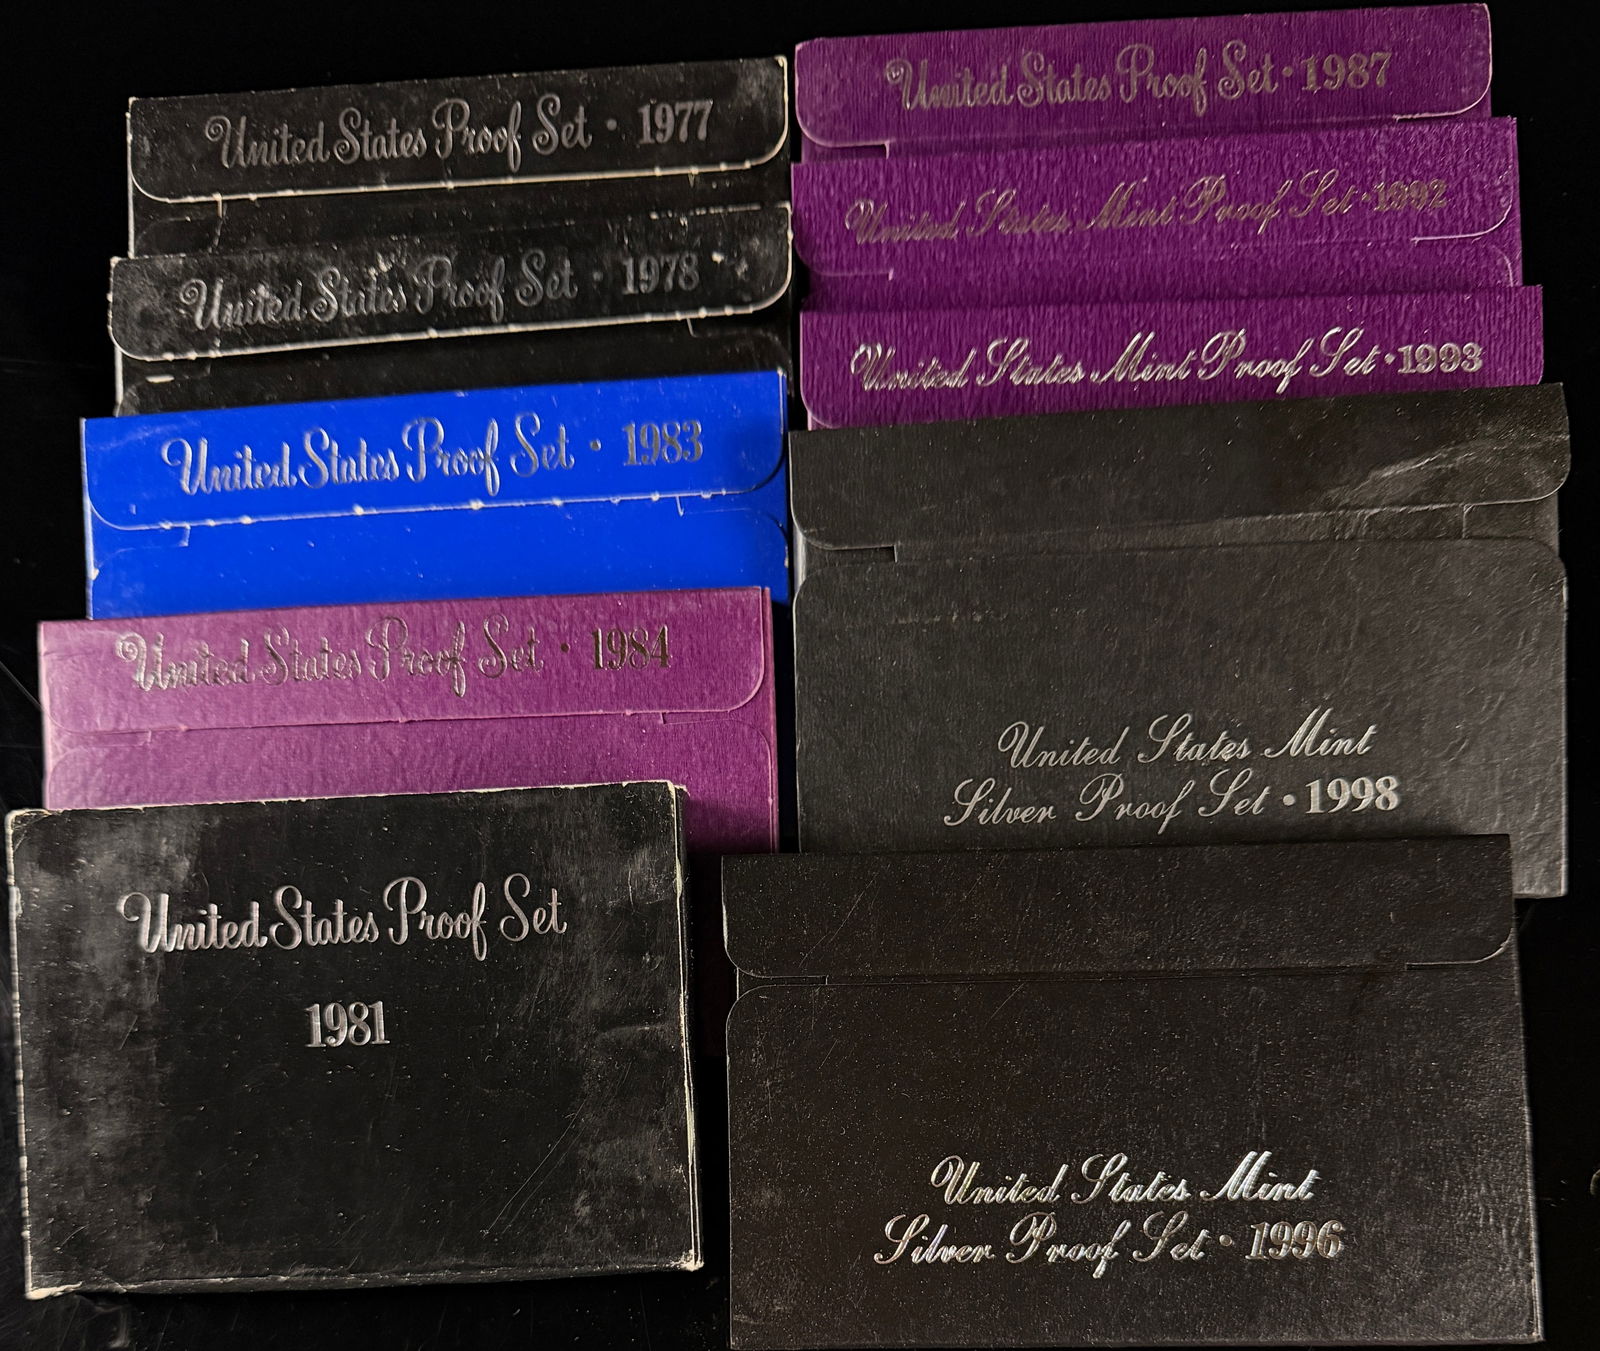 United States Proof Set • 1977
United States Proof Set • 1978
United States Proof Set • 1983
United States Proof Set • 1984
United States Proof Set
1981
United States Proof Set • 1987
United States Mint Proof Set • 1992
United States Mint Proof Set • 1993
United States Mint
Silver Proof Set • 1998
United States Mint
Silver Proof Set • 1996